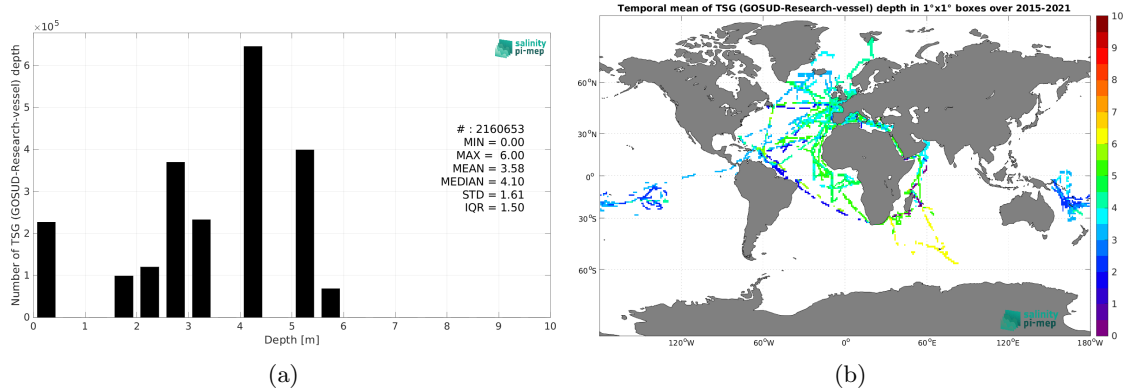 ×10⁵
6
5
4
3
2
1
0
Number of TSG (GOSUD-Research-vessel) depth
salinity
pi-mep
# : 2160653
MIN = 0.00
MAX = 6.00
MEAN = 3.58
MEDIAN = 4.10
STD = 1.61
IQR = 1.50
0 1 2 3 4 5 6 7 8 9 10
Depth [m]
(a)
Temporal mean of TSG (GOSUD-Research-vessel) depth in 1°x1° boxes over 2015-2021
60°N
30°N
0°
30°S
60°S
120°W 60°W 0° 60°E 120°E 180°W
salinity
pi-mep
10
9
8
7
6
5
4
3
2
1
0
(b)